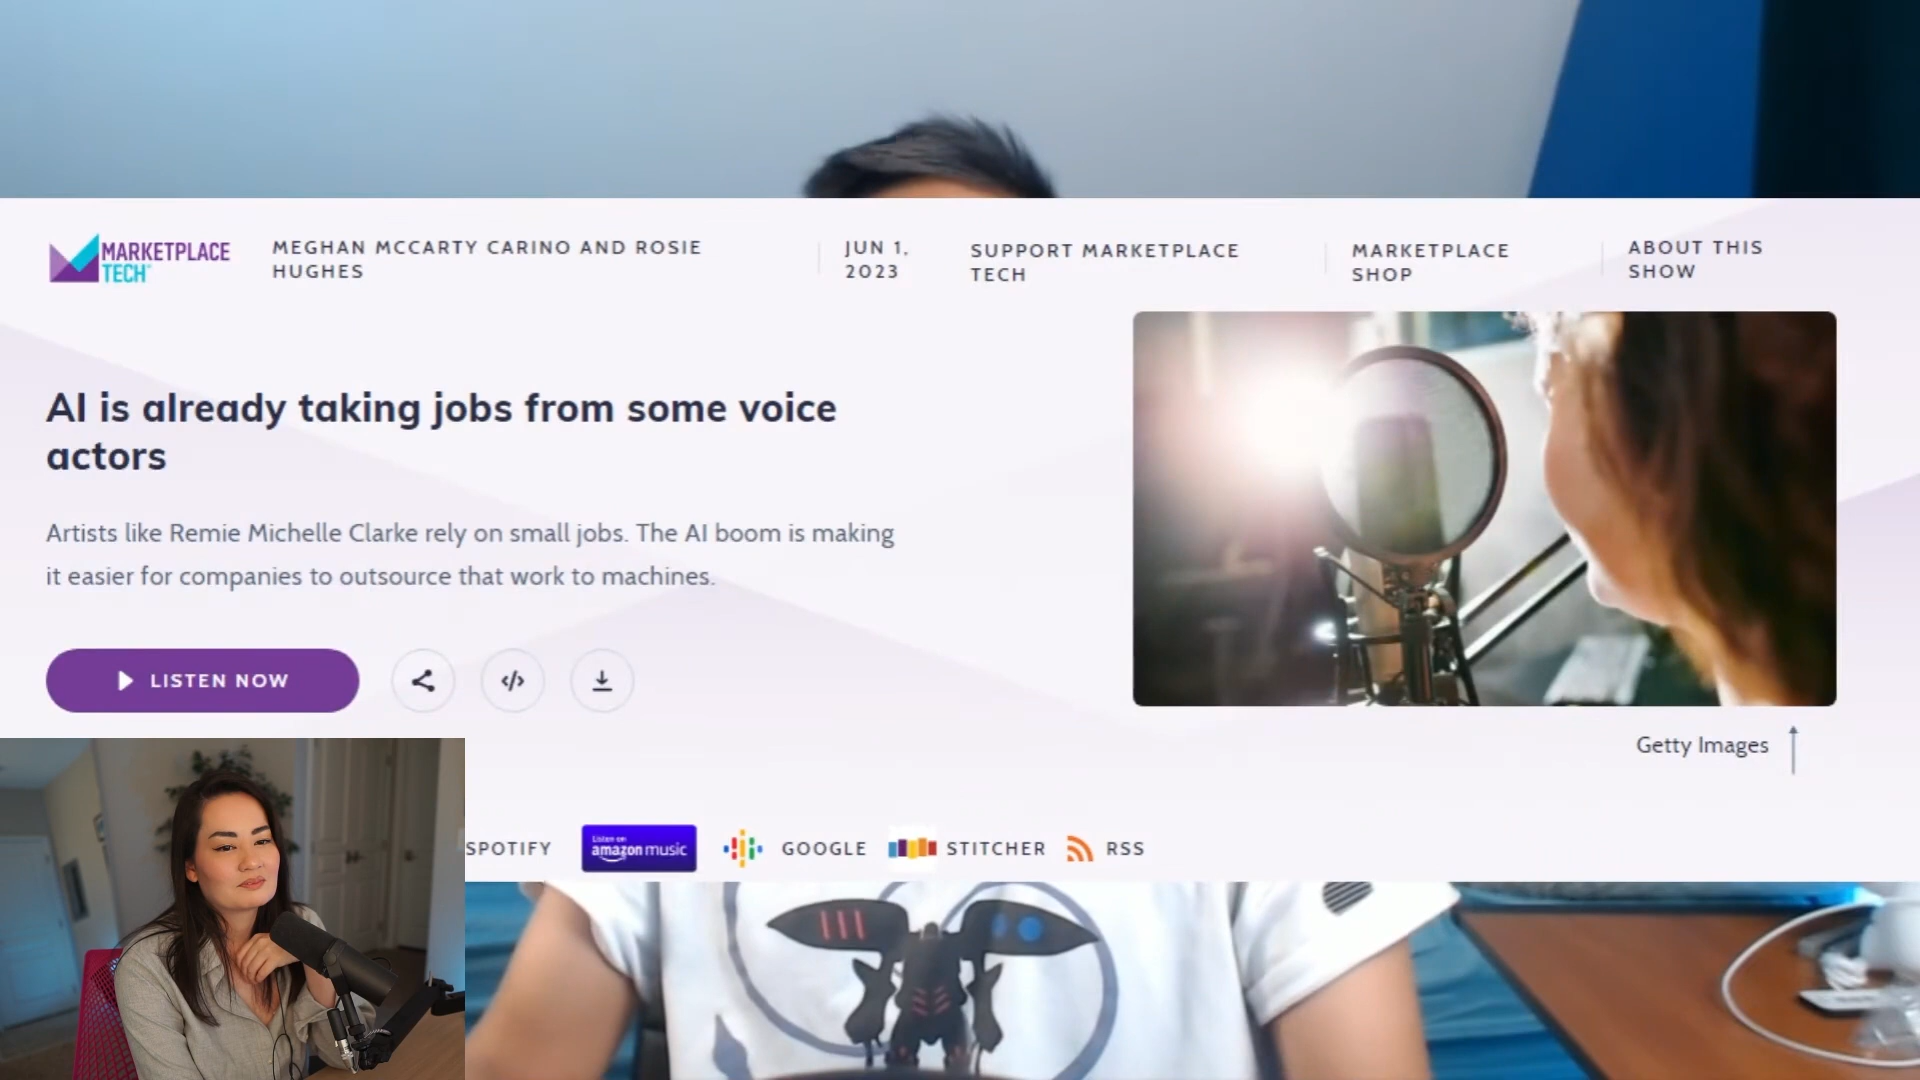 MARKETPLACE
TECH
MEGHAN MCCARTY CARINO AND ROSIE
HUGHES
JUN 1,
2023
SUPPORT MARKETPLACE
TECH
MARKETPLACE
SHOP
ABOUT THIS
SHOW
AI is already taking jobs from some voice
actors
Artists like Remie Michelle Clarke rely on small jobs. The AI boom is making
it easier for companies to outsource that work to machines.
LISTEN NOW
Getty Images
SPOTIFY
Listen on
amazon music
GOOGLE
STITCHER
RSS